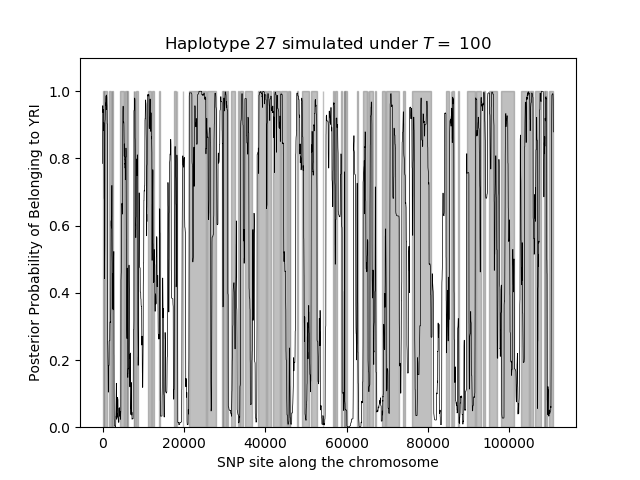 Haplotype 27 simulated under T = 100
Posterior Probability of Belonging to YRI
1.0
0.8
0.6
0.4
0.2
0.0
0 20000 40000 60000 80000 100000
SNP site along the chromosome